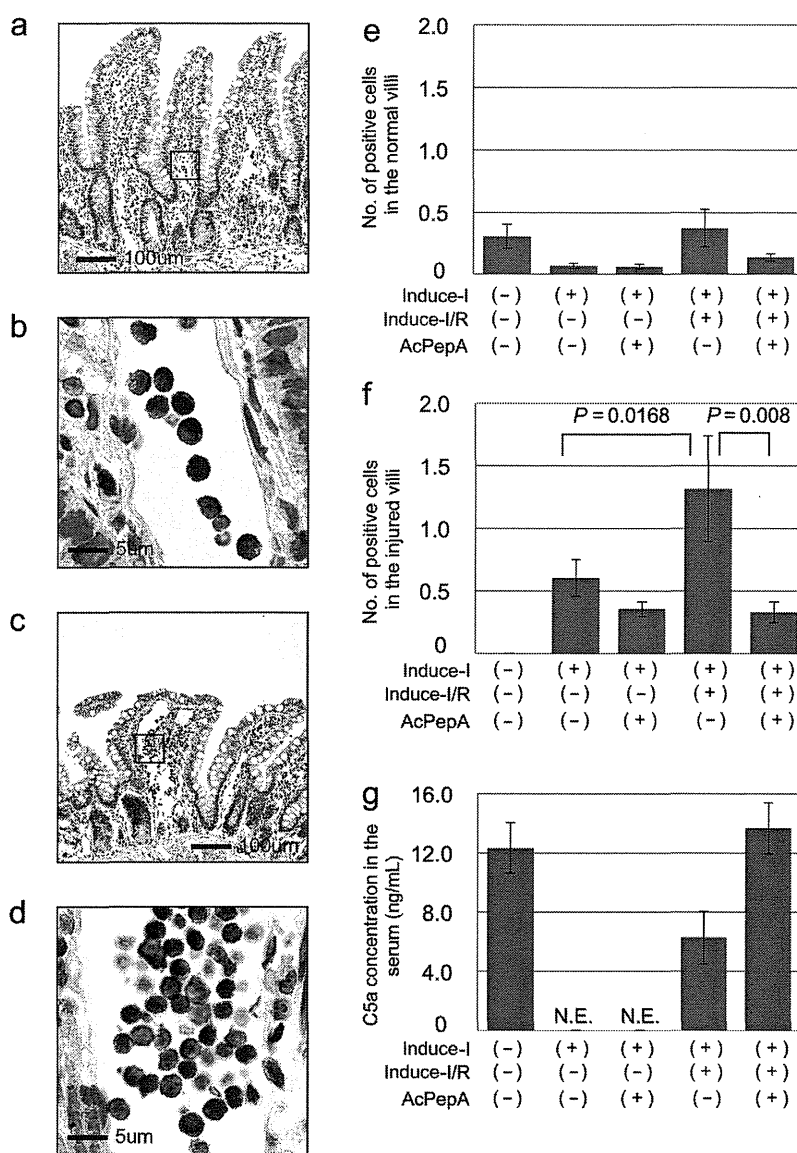 a
100um
b
5um
c
100um
d
5um
e
No. of positive cells
in the normal villi
2.0
1.5
1.0
0.5
0
Induce-I (-) (+) (+) (+) (+)
Induce-I/R (-) (-) (-) (+) (+)
AcPepA (-) (-) (+) (-) (+)
f
No. of positive cells
in the injured villi
2.0
1.5
1.0
0.5
0
P = 0.0168 P = 0.008
Induce-I (-) (+) (+) (+) (+)
Induce-I/R (-) (-) (-) (+) (+)
AcPepA (-) (-) (+) (-) (+)
g
C5a concentration in the
serum (ng/mL)
16.0
12.0
8.0
4.0
0
N.E. N.E.
Induce-I (-) (+) (+) (+) (+)
Induce-I/R (-) (-) (-) (+) (+)
AcPepA (-) (-) (+) (-) (+)